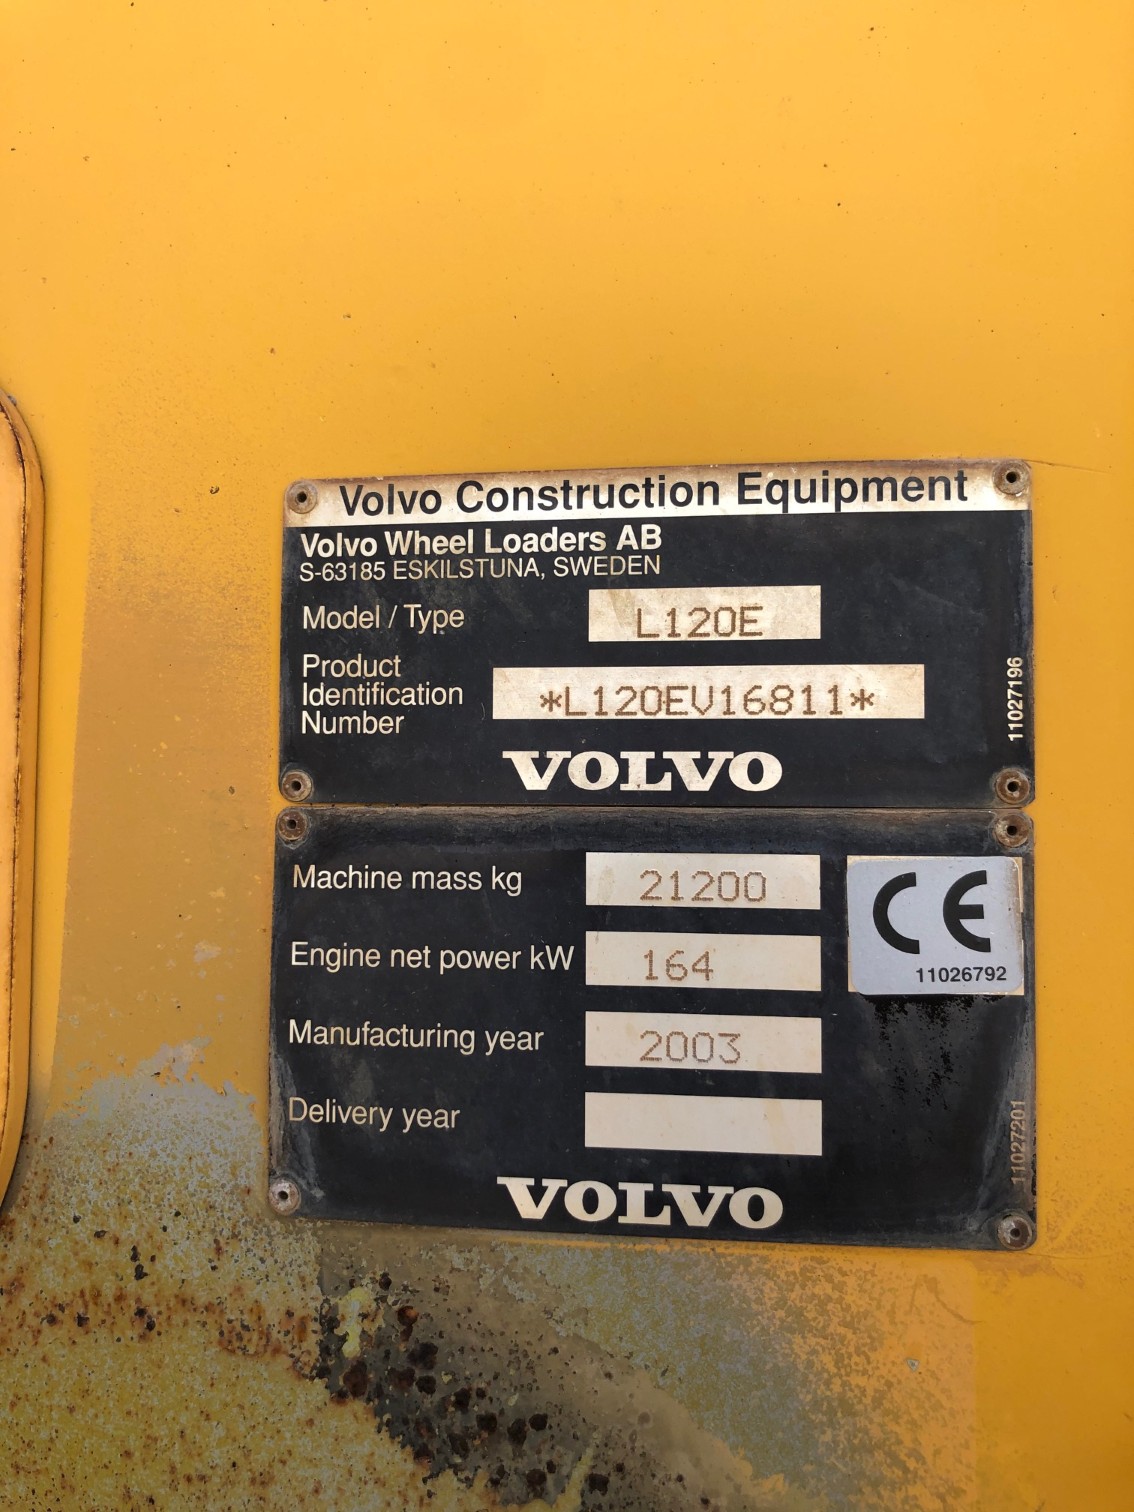 Volvo Construction Equipment
Volvo Wheel Loaders AB
S-63185 ESKILSTUNA, SWEDEN
Model / Type L120E
Product
Identification
Number
*L120EV16811*
11027196
VOLVO
Machine mass kg 21200
CE
11026792
Engine net power kW 164
Manufacturing year 2003
Delivery year
11027201
VOLVO